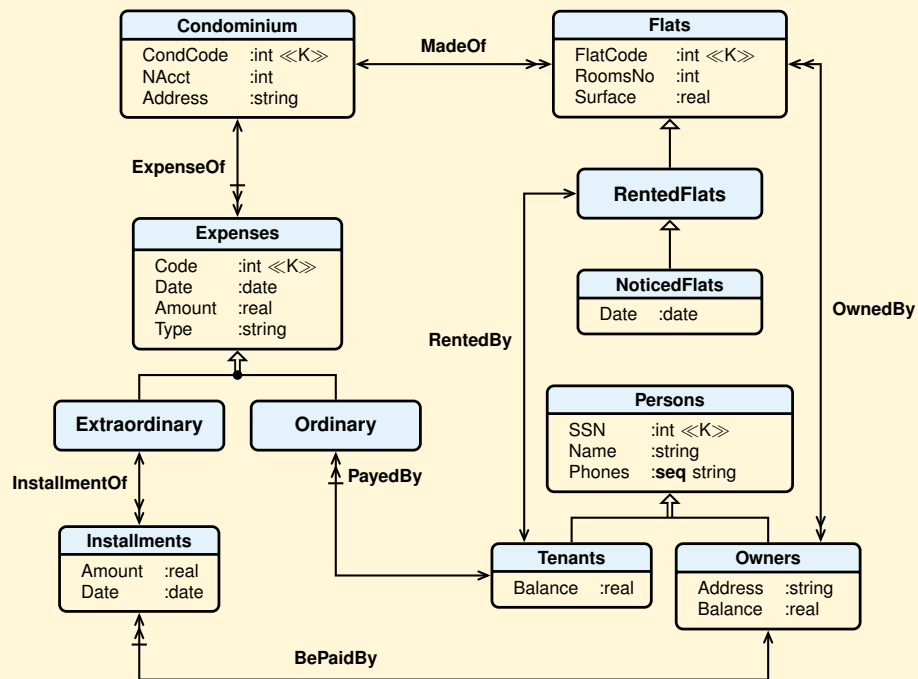 Condominium
CondCode :int ≪K≫
NAcct :int
Address :string
MadeOf
Flats
FlatCode :int ≪K≫
RoomsNo :int
Surface :real
ExpenseOf
RentedFlats
Expenses
Code :int ≪K≫
Date :date
Amount :real
Type :string
NoticedFlats
Date :date
RentedBy
OwnedBy
Extraordinary
Ordinary
Persons
SSN :int ≪K≫
Name :string
Phones :seq string
InstallmentOf
PayedBy
Installments
Amount :real
Date :date
Tenants
Balance :real
Owners
Address :string
Balance :real
BePaidBy